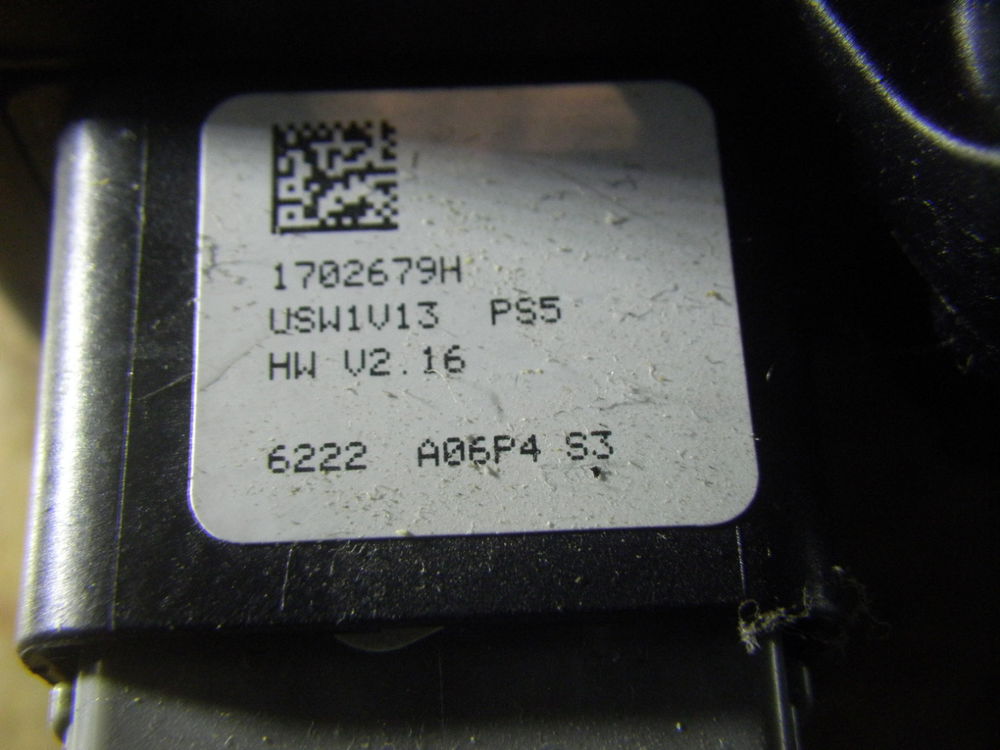 1702679H
USW1V13 PS5
HW V2.16
6222 A06P4 S3